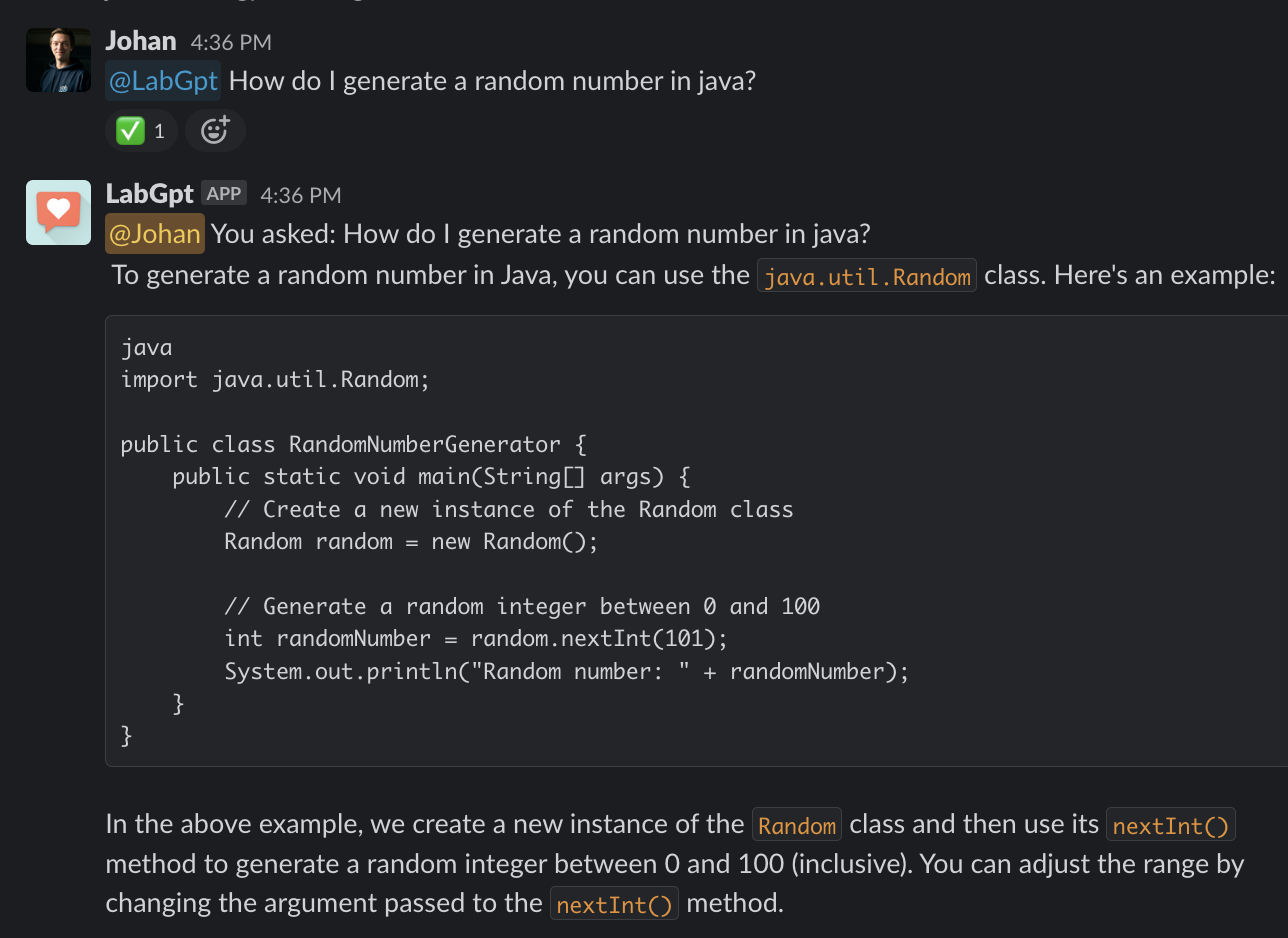 Johan 4:36 PM
@LabGpt How do I generate a random number in java?
✅ 1
LabGpt APP 4:36 PM
@Johan You asked: How do I generate a random number in java?
To generate a random number in Java, you can use the java.util.Random class. Here's an example:
java
import java.util.Random;

public class RandomNumberGenerator {
    public static void main(String[] args) {
        // Create a new instance of the Random class
        Random random = new Random();

        // Generate a random integer between 0 and 100
        int randomNumber = random.nextInt(101);
        System.out.println("Random number: " + randomNumber);
    }
}

In the above example, we create a new instance of the Random class and then use its nextInt()
method to generate a random integer between 0 and 100 (inclusive). You can adjust the range by
changing the argument passed to the nextInt() method.